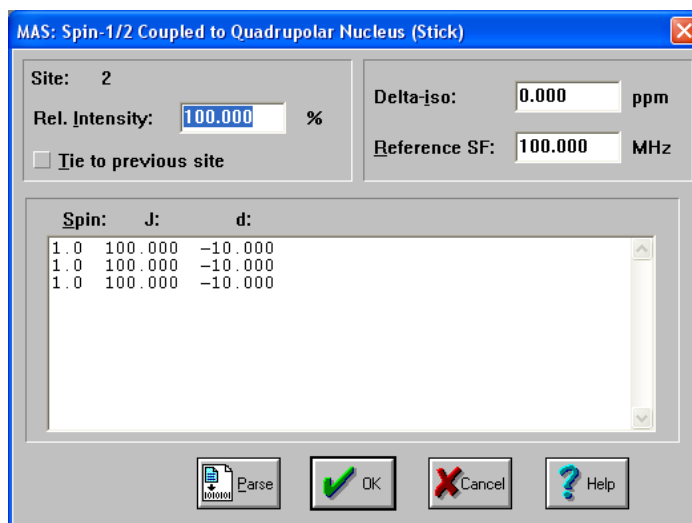 MAS: Spin-1/2 Coupled to Quadrupolar Nucleus (Stick)
Site: 2
Rel. Intensity: 100.000 %
Tie to previous site
Delta-iso: 0.000 ppm
Reference SF: 100.000 MHz
Spin: J: d:
1.0 100.000 -10.000
1.0 100.000 -10.000
1.0 100.000 -10.000
Parse OK Cancel Help